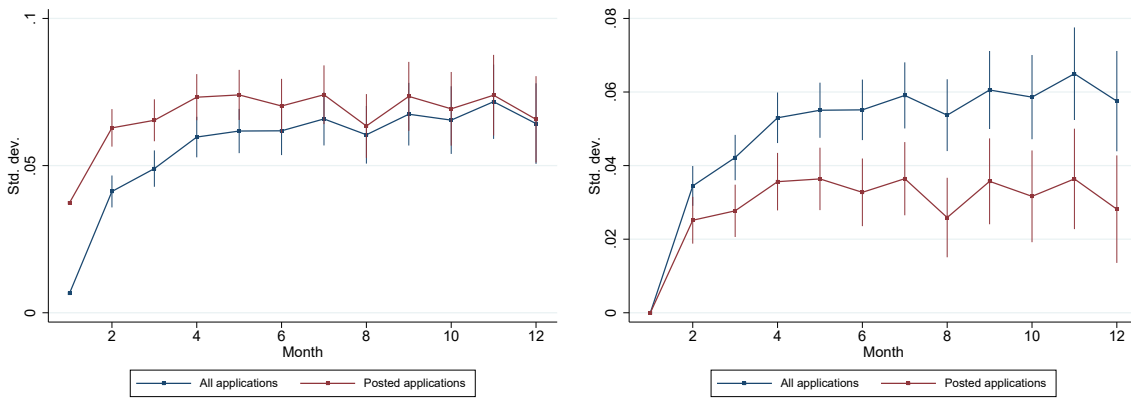 .1
.05
0
Std. dev.
2 4 6 8 10 12
Month
All applications Posted applications
.08
.06
.04
.02
0
Std. dev.
2 4 6 8 10 12
Month
All applications Posted applications